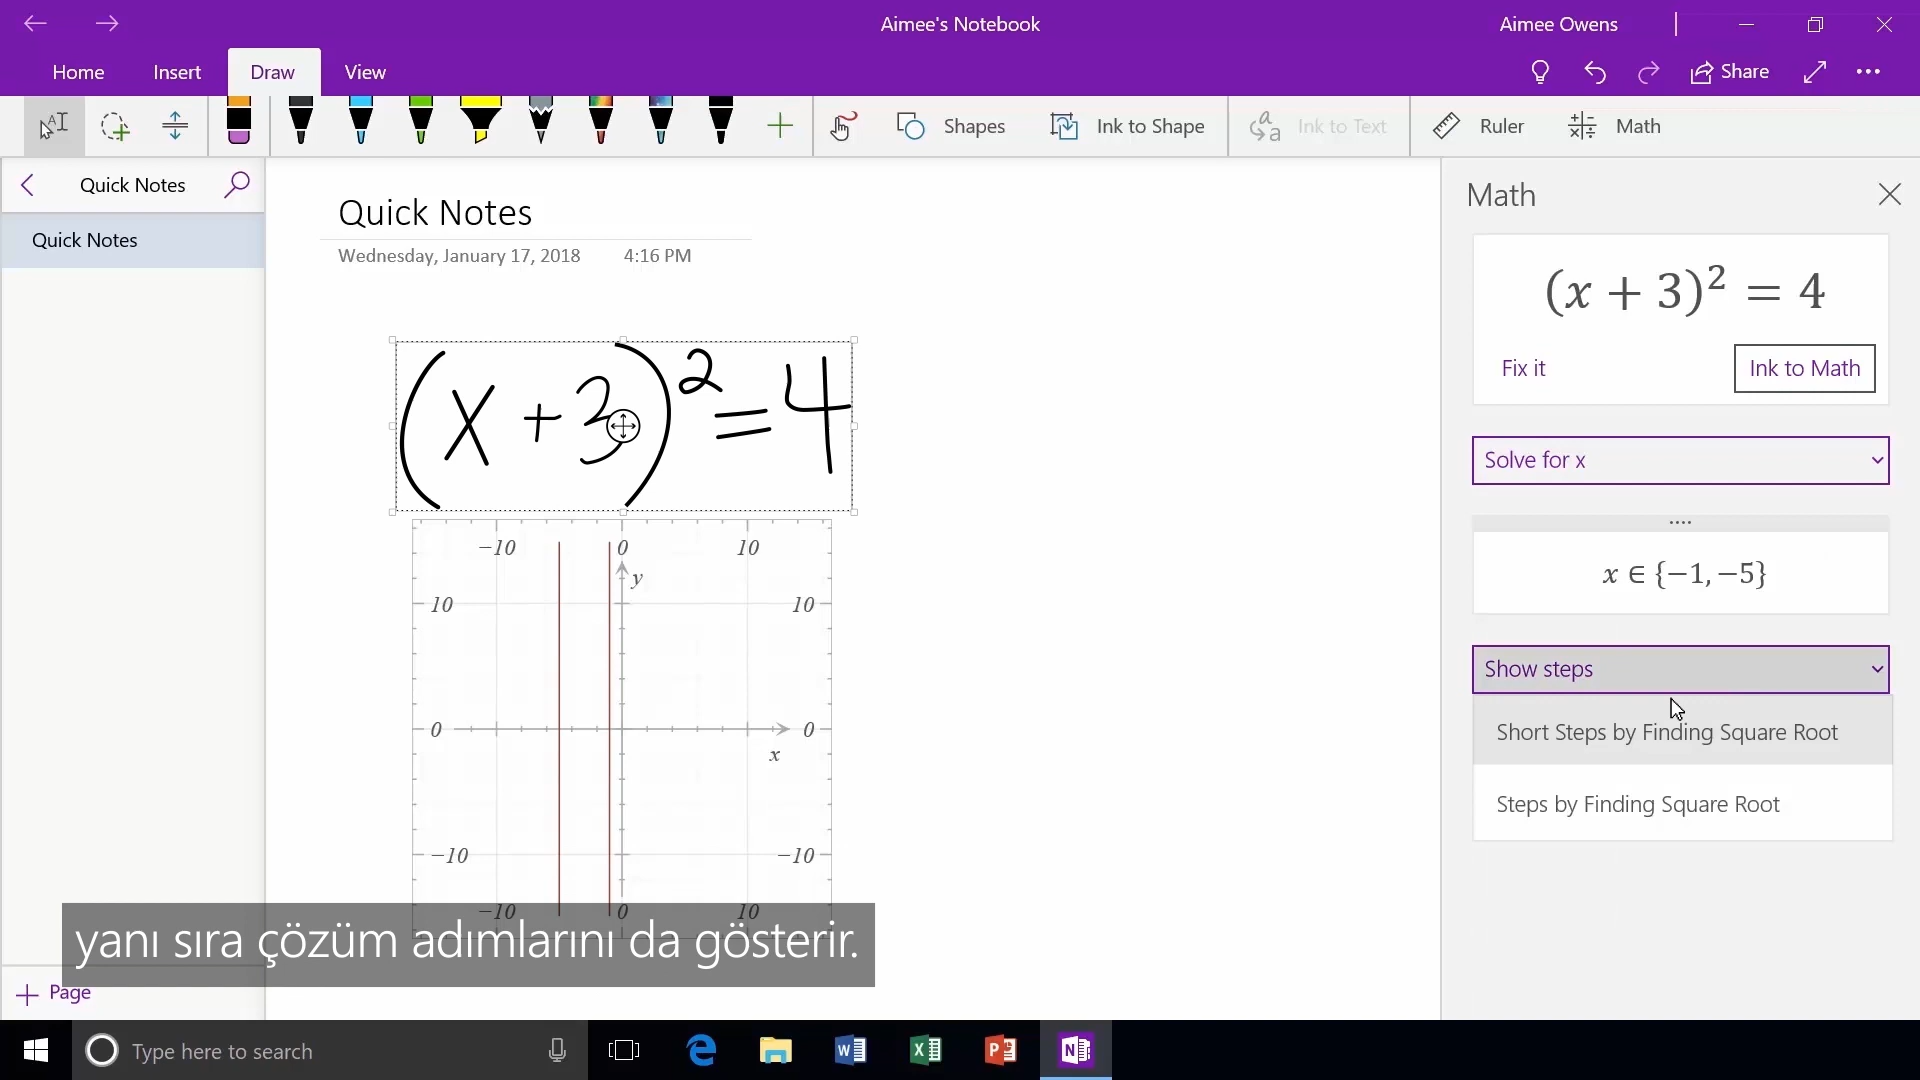 Aimee's Notebook
Aimee Owens
Home Insert Draw View
Share
Shapes Ink to Shape Ink to Text Ruler Math
Quick Notes
Quick Notes
Quick Notes
Wednesday, January 17, 2018 4:16 PM
(x + 3)² = 4
-10 0 10
y
10 10
0 0
x
-10 -10
-10 0 10
Math
(x + 3)² = 4
Fix it Ink to Math
Solve for x
x ∈ {−1, −5}
Show steps
Short Steps by Finding Square Root
Steps by Finding Square Root
yanı sıra çözüm adımlarını da gösterir.
Page
Type here to search